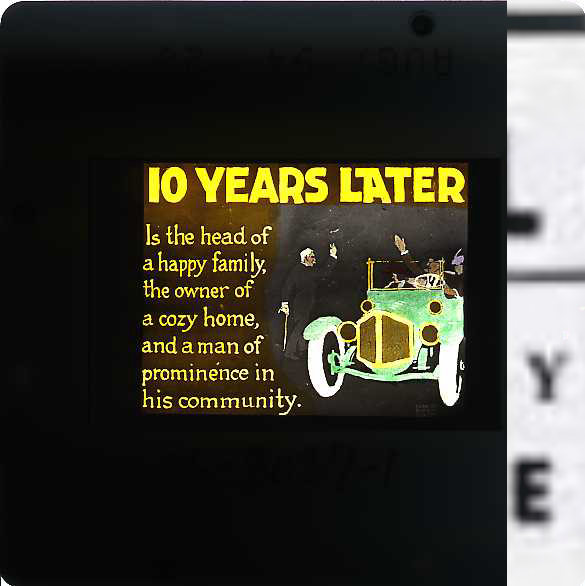 10 YEARS LATER
Is the head of
a happy family,
the owner of
a cozy home,
and a man of
prominence in
his community.
Y
E